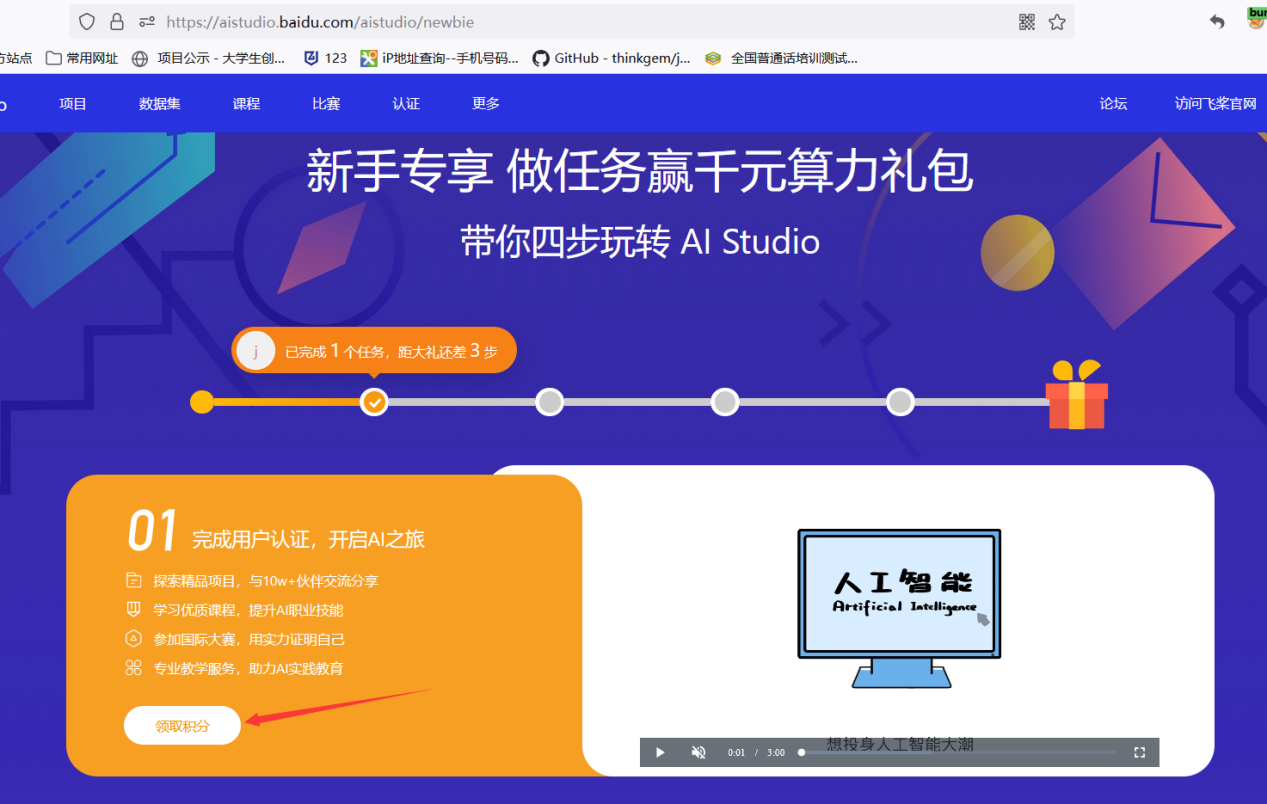 https://aistudio.baidu.com/aistudio/newbie
方站点 常用网址 项目公示 - 大学生创... 123 iP地址查询--手机号码... GitHub - thinkgem/j... 全国普通话培训测试...
o 项目 数据集 课程 比赛 认证 更多 论坛 访问飞桨官网
新手专享 做任务赢千元算力礼包
带你四步玩转 AI Studio
j 已完成 1 个任务，距大礼还差 3 步
01 完成用户认证，开启AI之旅
探索精品项目，与10w+伙伴交流分享
学习优质课程，提升AI职业技能
参加国际大赛，用实力证明自己
专业教学服务，助力AI实践教育
领取积分
人工智能
Artificial Intelligence
想投身人工智能大潮
0:01 / 3:00